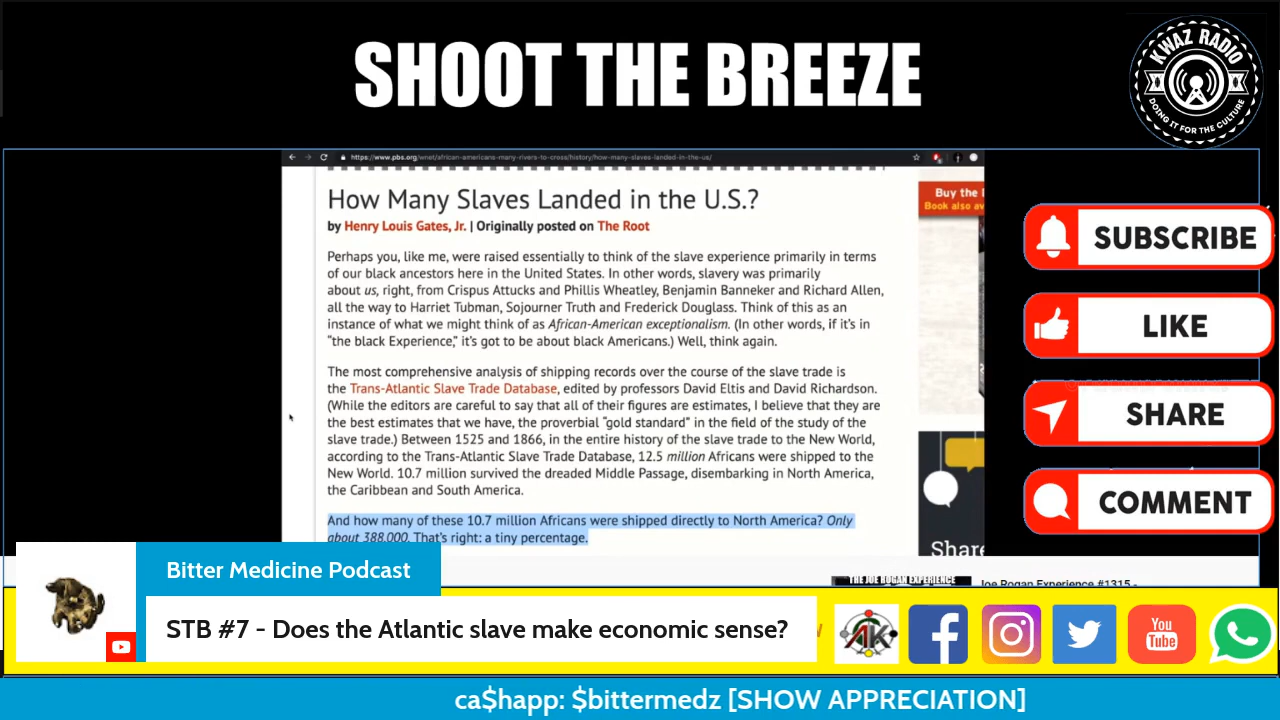 SHOOT THE BREEZE
KWAZ RADIO
DOING IT FOR THE CULTURE
https://www.pbs.org/wnet/african-americans-many-rivers-to-cross/history/how-many-slaves-landed-in-the-us/
How Many Slaves Landed in the U.S.?
by Henry Louis Gates, Jr. | Originally posted on The Root
Perhaps you, like me, were raised essentially to think of the slave experience primarily in terms
of our black ancestors here in the United States. In other words, slavery was primarily
about us, right, from Crispus Attucks and Phillis Wheatley, Benjamin Banneker and Richard Allen,
all the way to Harriet Tubman, Sojourner Truth and Frederick Douglass. Think of this as an
instance of what we might think of as African-American exceptionalism. (In other words, if it's in
"the black Experience," it's got to be about black Americans.) Well, think again.
The most comprehensive analysis of shipping records over the course of the slave trade is
the Trans-Atlantic Slave Trade Database, edited by professors David Eltis and David Richardson.
(While the editors are careful to say that all of their figures are estimates, I believe that they are
the best estimates that we have, the proverbial "gold standard" in the field of the study of the
slave trade.) Between 1525 and 1866, in the entire history of the slave trade to the New World,
according to the Trans-Atlantic Slave Trade Database, 12.5 million Africans were shipped to the
New World. 10.7 million survived the dreaded Middle Passage, disembarking in North America,
the Caribbean and South America.
And how many of these 10.7 million Africans were shipped directly to North America? Only
about 388,000. That's right: a tiny percentage.
Buy the
Book also av
Share
SUBSCRIBE
LIKE
SHARE
COMMENT
THE JOE ROGAN EXPERIENCE
Joe Rogan Experience #1315 -
Bitter Medicine Podcast
STB #7 - Does the Atlantic slave make economic sense?
AK
You
Tube
ca$happ: $bittermedz [SHOW APPRECIATION]